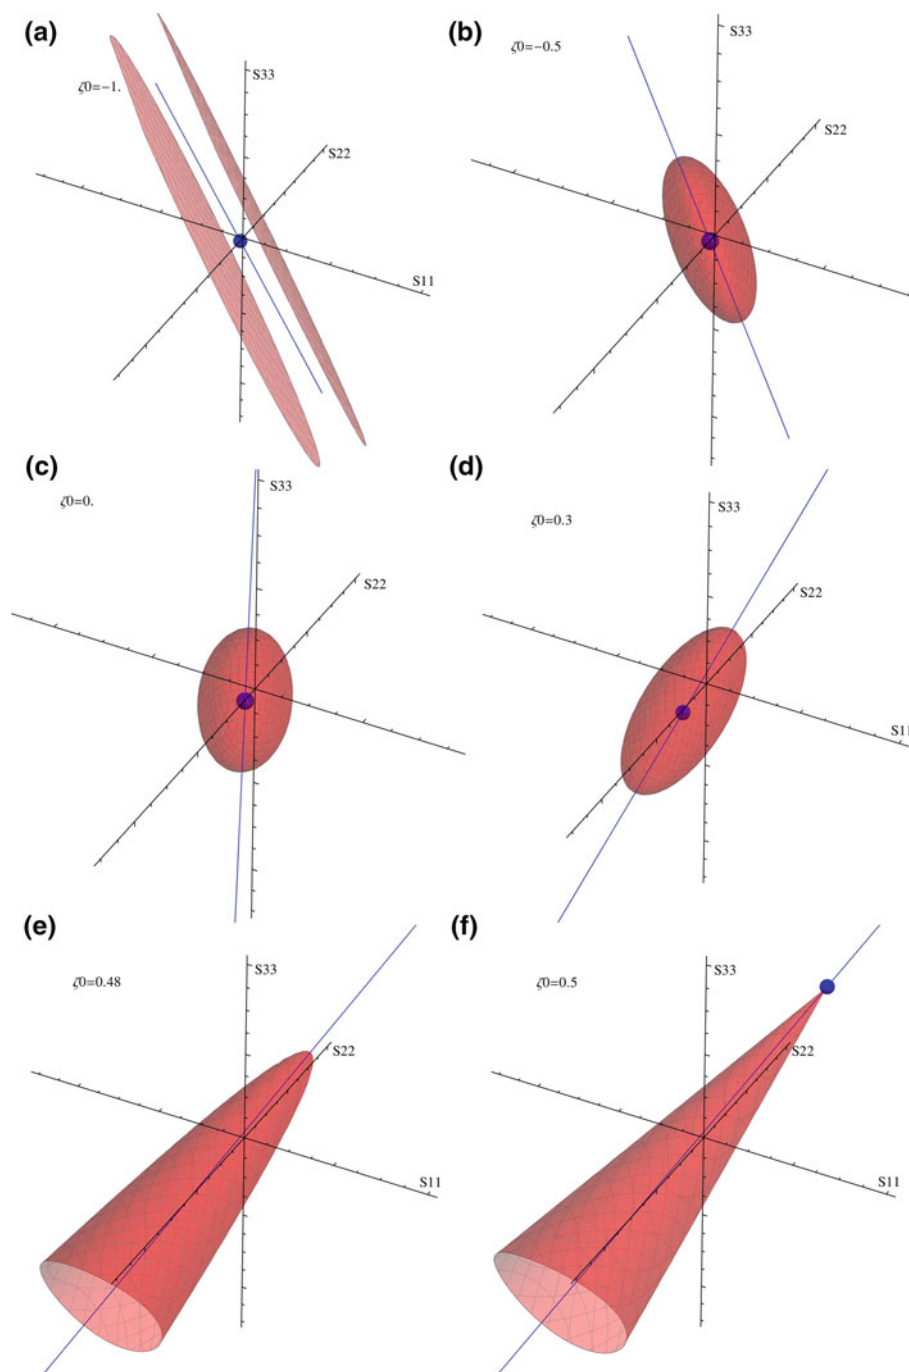 (a)
ζ0=−1.
S33
S22
S11
(b)
ζ0=−0.5
S33
S22
(c)
ζ0=0.
S33
S22
(d)
ζ0=0.3
S33
S22
S11
(e)
ζ0=0.48
S33
S22
S11
(f)
ζ0=0.5
S33
S22
S11